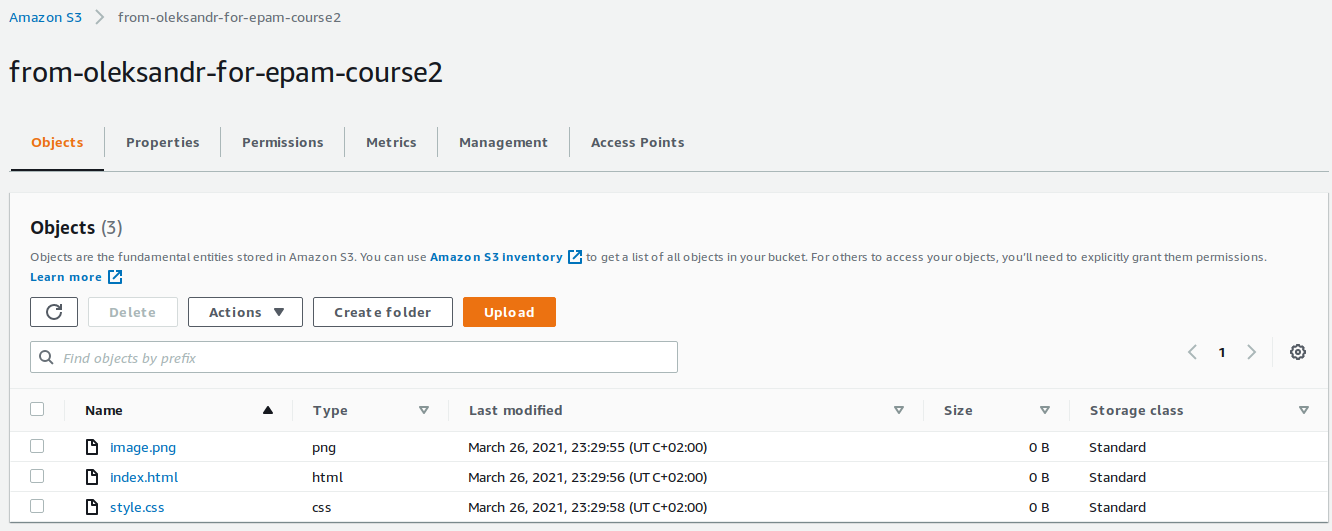 Amazon S3 from-oleksandr-for-epam-course2
from-oleksandr-for-epam-course2
Objects Properties Permissions Metrics Management Access Points
Objects (3)
Objects are the fundamental entities stored in Amazon S3. You can use Amazon S3 inventory to get a list of all objects in your bucket. For others to access your objects, you'll need to explicitly grant them permissions.
Learn more
Delete Actions Create folder Upload
Find objects by prefix 1
Name Type Last modified Size Storage class
image.png png March 26, 2021, 23:29:55 (UTC+02:00) 0 B Standard
index.html html March 26, 2021, 23:29:56 (UTC+02:00) 0 B Standard
style.css css March 26, 2021, 23:29:58 (UTC+02:00) 0 B Standard